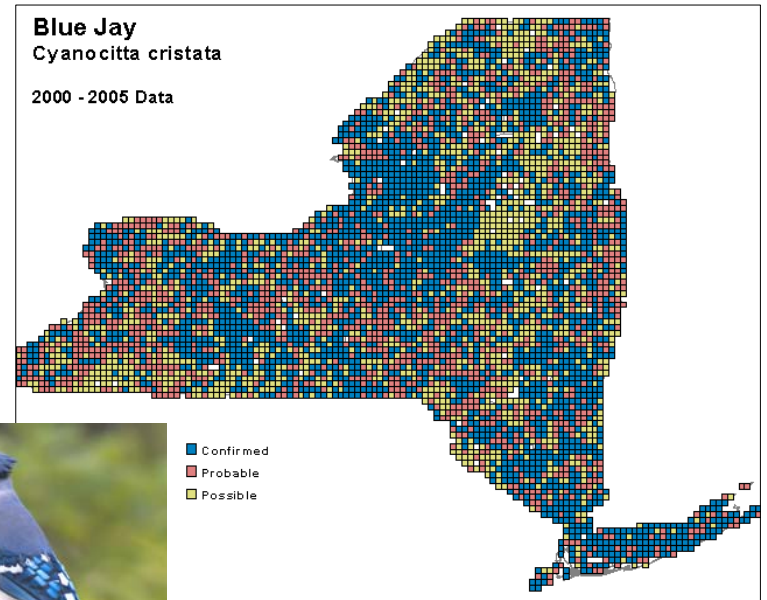 Blue Jay
Cyanocitta cristata
2000 - 2005 Data
Confirmed
Probable
Possible